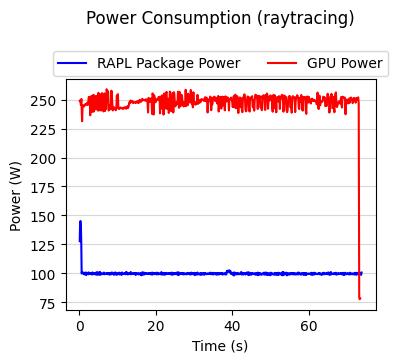 Power Consumption (raytracing)
RAPL Package Power
GPU Power
250
225
200
175
150
125
100
75
Power (W)
0
20
40
60
Time (s)